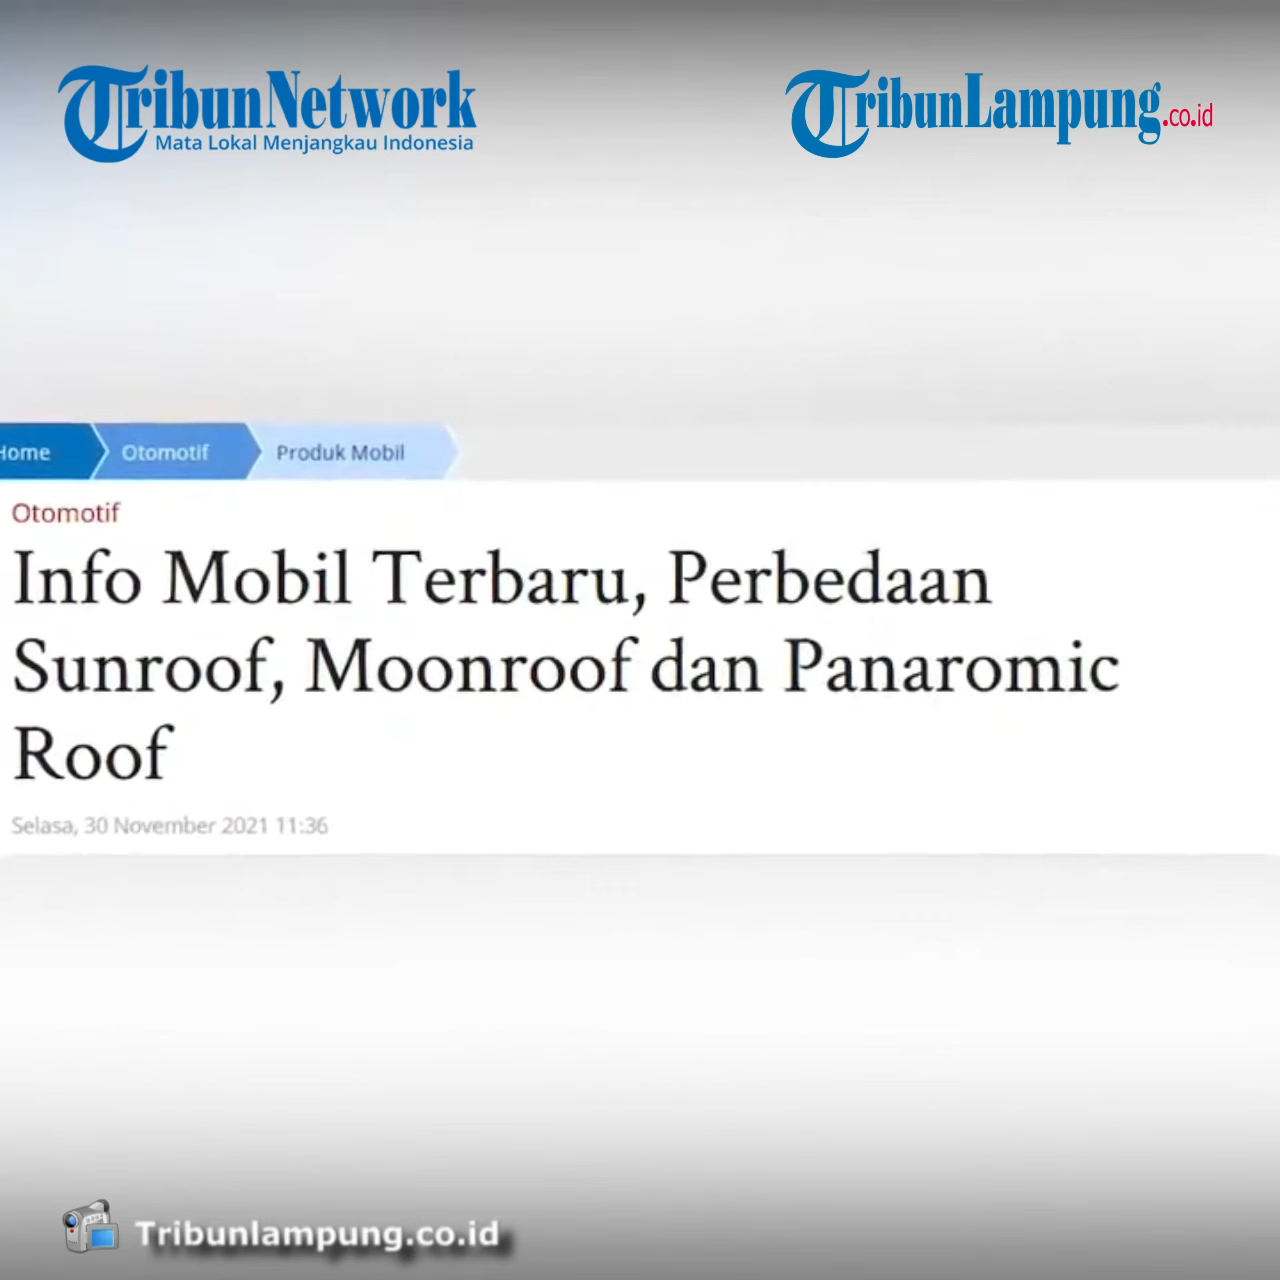 TribunNetwork
Mata Lokal Menjangkau Indonesia
TribunLampung.co.id
Home
Otomotif
Produk Mobil
Otomotif
Info Mobil Terbaru, Perbedaan
Sunroof, Moonroof dan Panaromic
Roof
Selasa, 30 November 2021 11:36
Tribunlampung.co.id